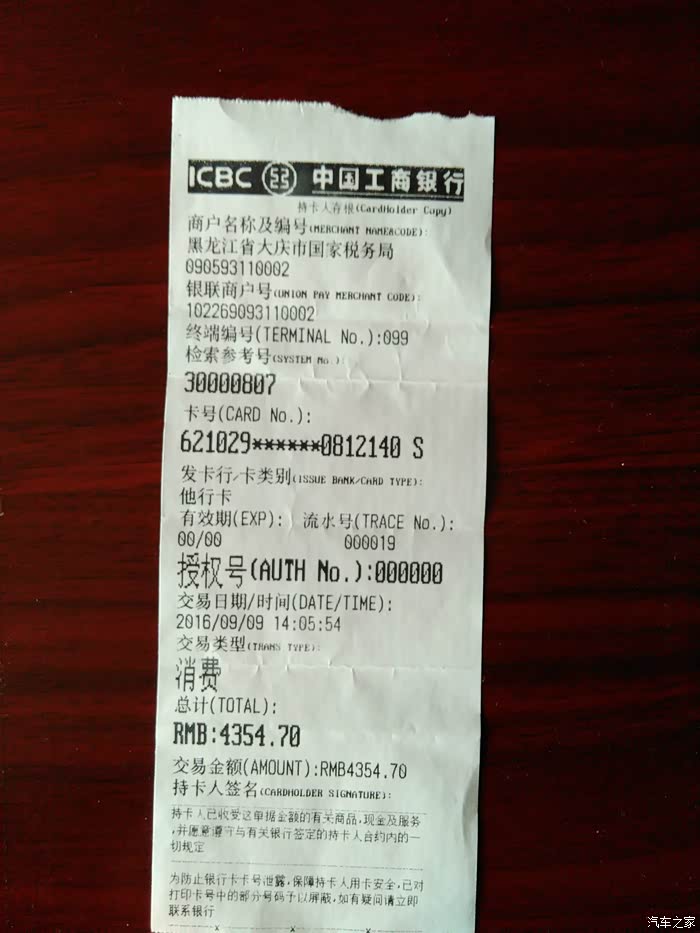 ICBC 中国工商银行
持卡人存根(CardHolder Copy)
商户名称及编号(MERCHANT NAME&CODE):
黑龙江省大庆市国家税务局
090593110002
银联商户号(UNION PAY MERCHANT CODE):
102269093110002
终端编号(TERMINAL No.):099
检索参考号(SYSTEM No.):
30000807
卡号(CARD No.):
621029******0812140 S
发卡行/卡类别(ISSUE BANK/CARD TYPE):
他行卡
有效期(EXP): 流水号(TRACE No.):
00/00 000019
授权号(AUTH No.):000000
交易日期/时间(DATE/TIME):
2016/09/09 14:05:54
交易类型(TRANS TYPE):
消费
总计(TOTAL):
RMB:4354.70
交易金额(AMOUNT):RMB4354.70
持卡人签名(CARDHOLDER SIGNATURE):
持卡人已收受这单据金额的有关商品,现金及服务
,并愿意遵守与有关银行签定的持卡人合约内的一
切规定
为防止银行卡卡号泄露,保障持卡人用卡安全,已对
打印卡号中的部分号码予以屏蔽,如有疑问请立即
联系银行
x x x
汽车之家